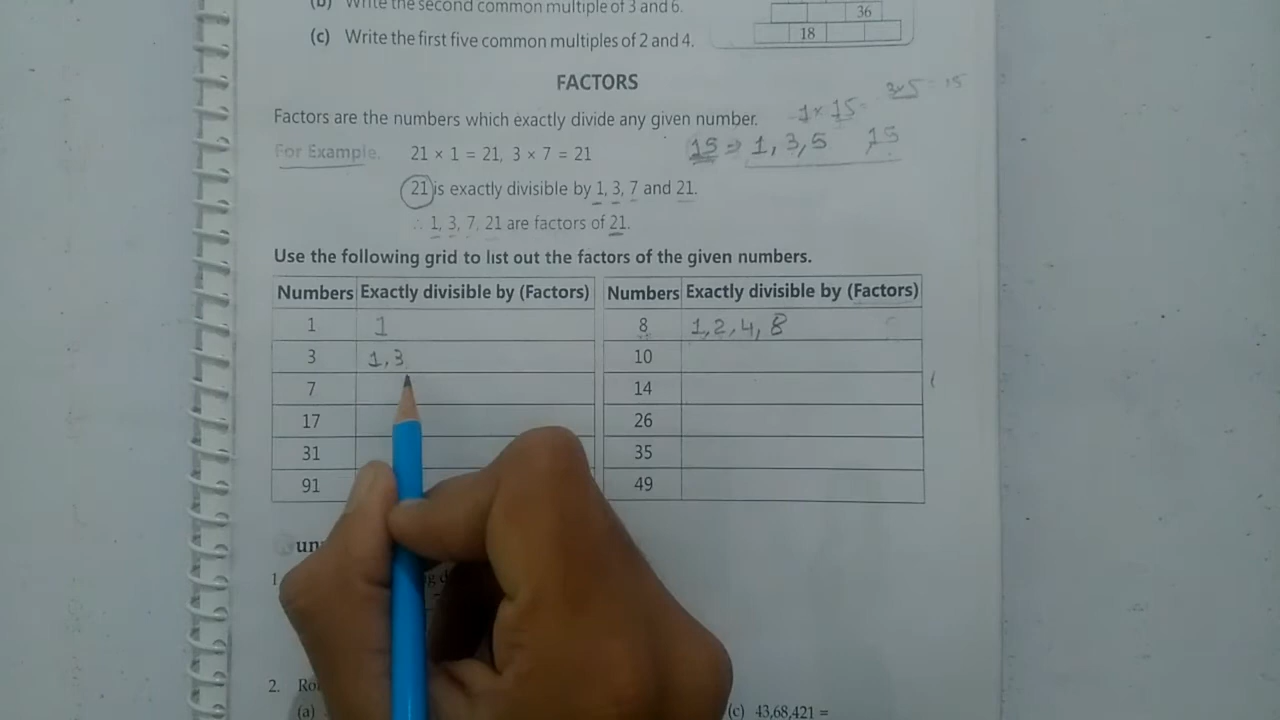 (b) Write the second common multiple of 3 and 6.
36
(c) Write the first five common multiples of 2 and 4.
18
FACTORS
3×5 = 15
Factors are the numbers which exactly divide any given number.
1 × 15 =
For Example. 21 × 1 = 21, 3 × 7 = 21
15 ⇒ 1, 3, 5 15
21 is exactly divisible by 1, 3, 7 and 21.
∴ 1, 3, 7, 21 are factors of 21.
Use the following grid to list out the factors of the given numbers.
Numbers Exactly divisible by (Factors) Numbers Exactly divisible by (Factors)
1 1 8 1, 2, 4, 8
3 1, 3 10
7 14
17 26
31 35
91 49
1
2.
(a) (c) 43,68,421 =